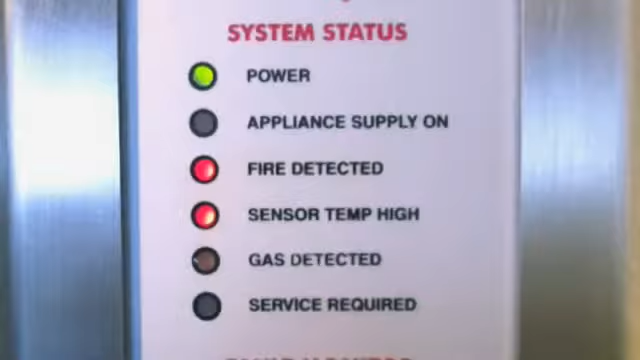 SYSTEM STATUS
POWER
APPLIANCE SUPPLY ON
FIRE DETECTED
SENSOR TEMP HIGH
GAS DETECTED
SERVICE REQUIRED